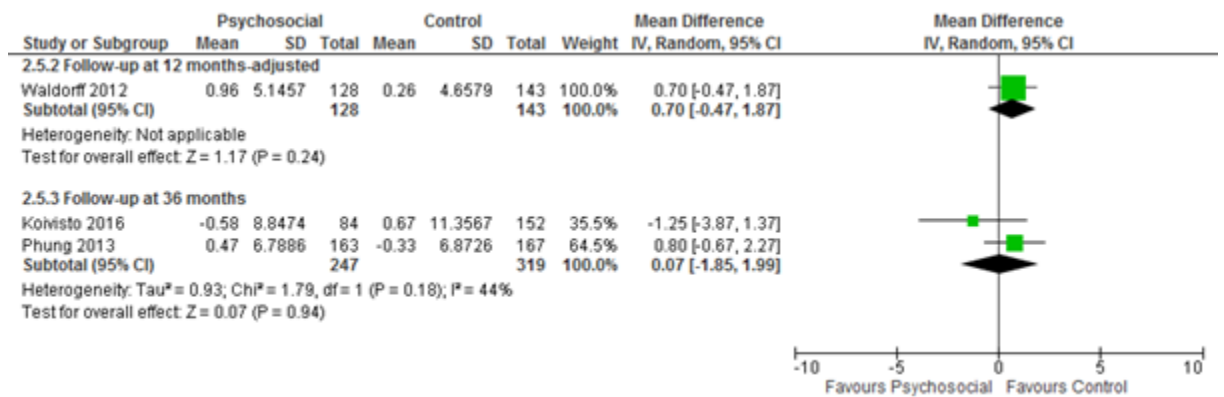 Psychosocial Control Mean Difference Mean Difference
Study or Subgroup Mean SD Total Mean SD Total Weight IV, Random, 95% CI IV, Random, 95% CI
2.5.2 Follow-up at 12 months-adjusted
Waldorff 2012 0.96 5.1457 128 0.26 4.6579 143 100.0% 0.70 [-0.47, 1.87]
Subtotal (95% CI) 128 143 100.0% 0.70 [-0.47, 1.87]
Heterogeneity: Not applicable
Test for overall effect: Z = 1.17 (P = 0.24)
2.5.3 Follow-up at 36 months
Koivisto 2016 -0.58 8.8474 84 0.67 11.3567 152 35.5% -1.25 [-3.87, 1.37]
Phung 2013 0.47 6.7886 163 -0.33 6.8726 167 64.5% 0.80 [-0.67, 2.27]
Subtotal (95% CI) 247 319 100.0% 0.07 [-1.85, 1.99]
Heterogeneity: Tau² = 0.93; Chi² = 1.79, df = 1 (P = 0.18); I² = 44%
Test for overall effect: Z = 0.07 (P = 0.94)
-10 -5 0 5 10
Favours Psychosocial Favours Control